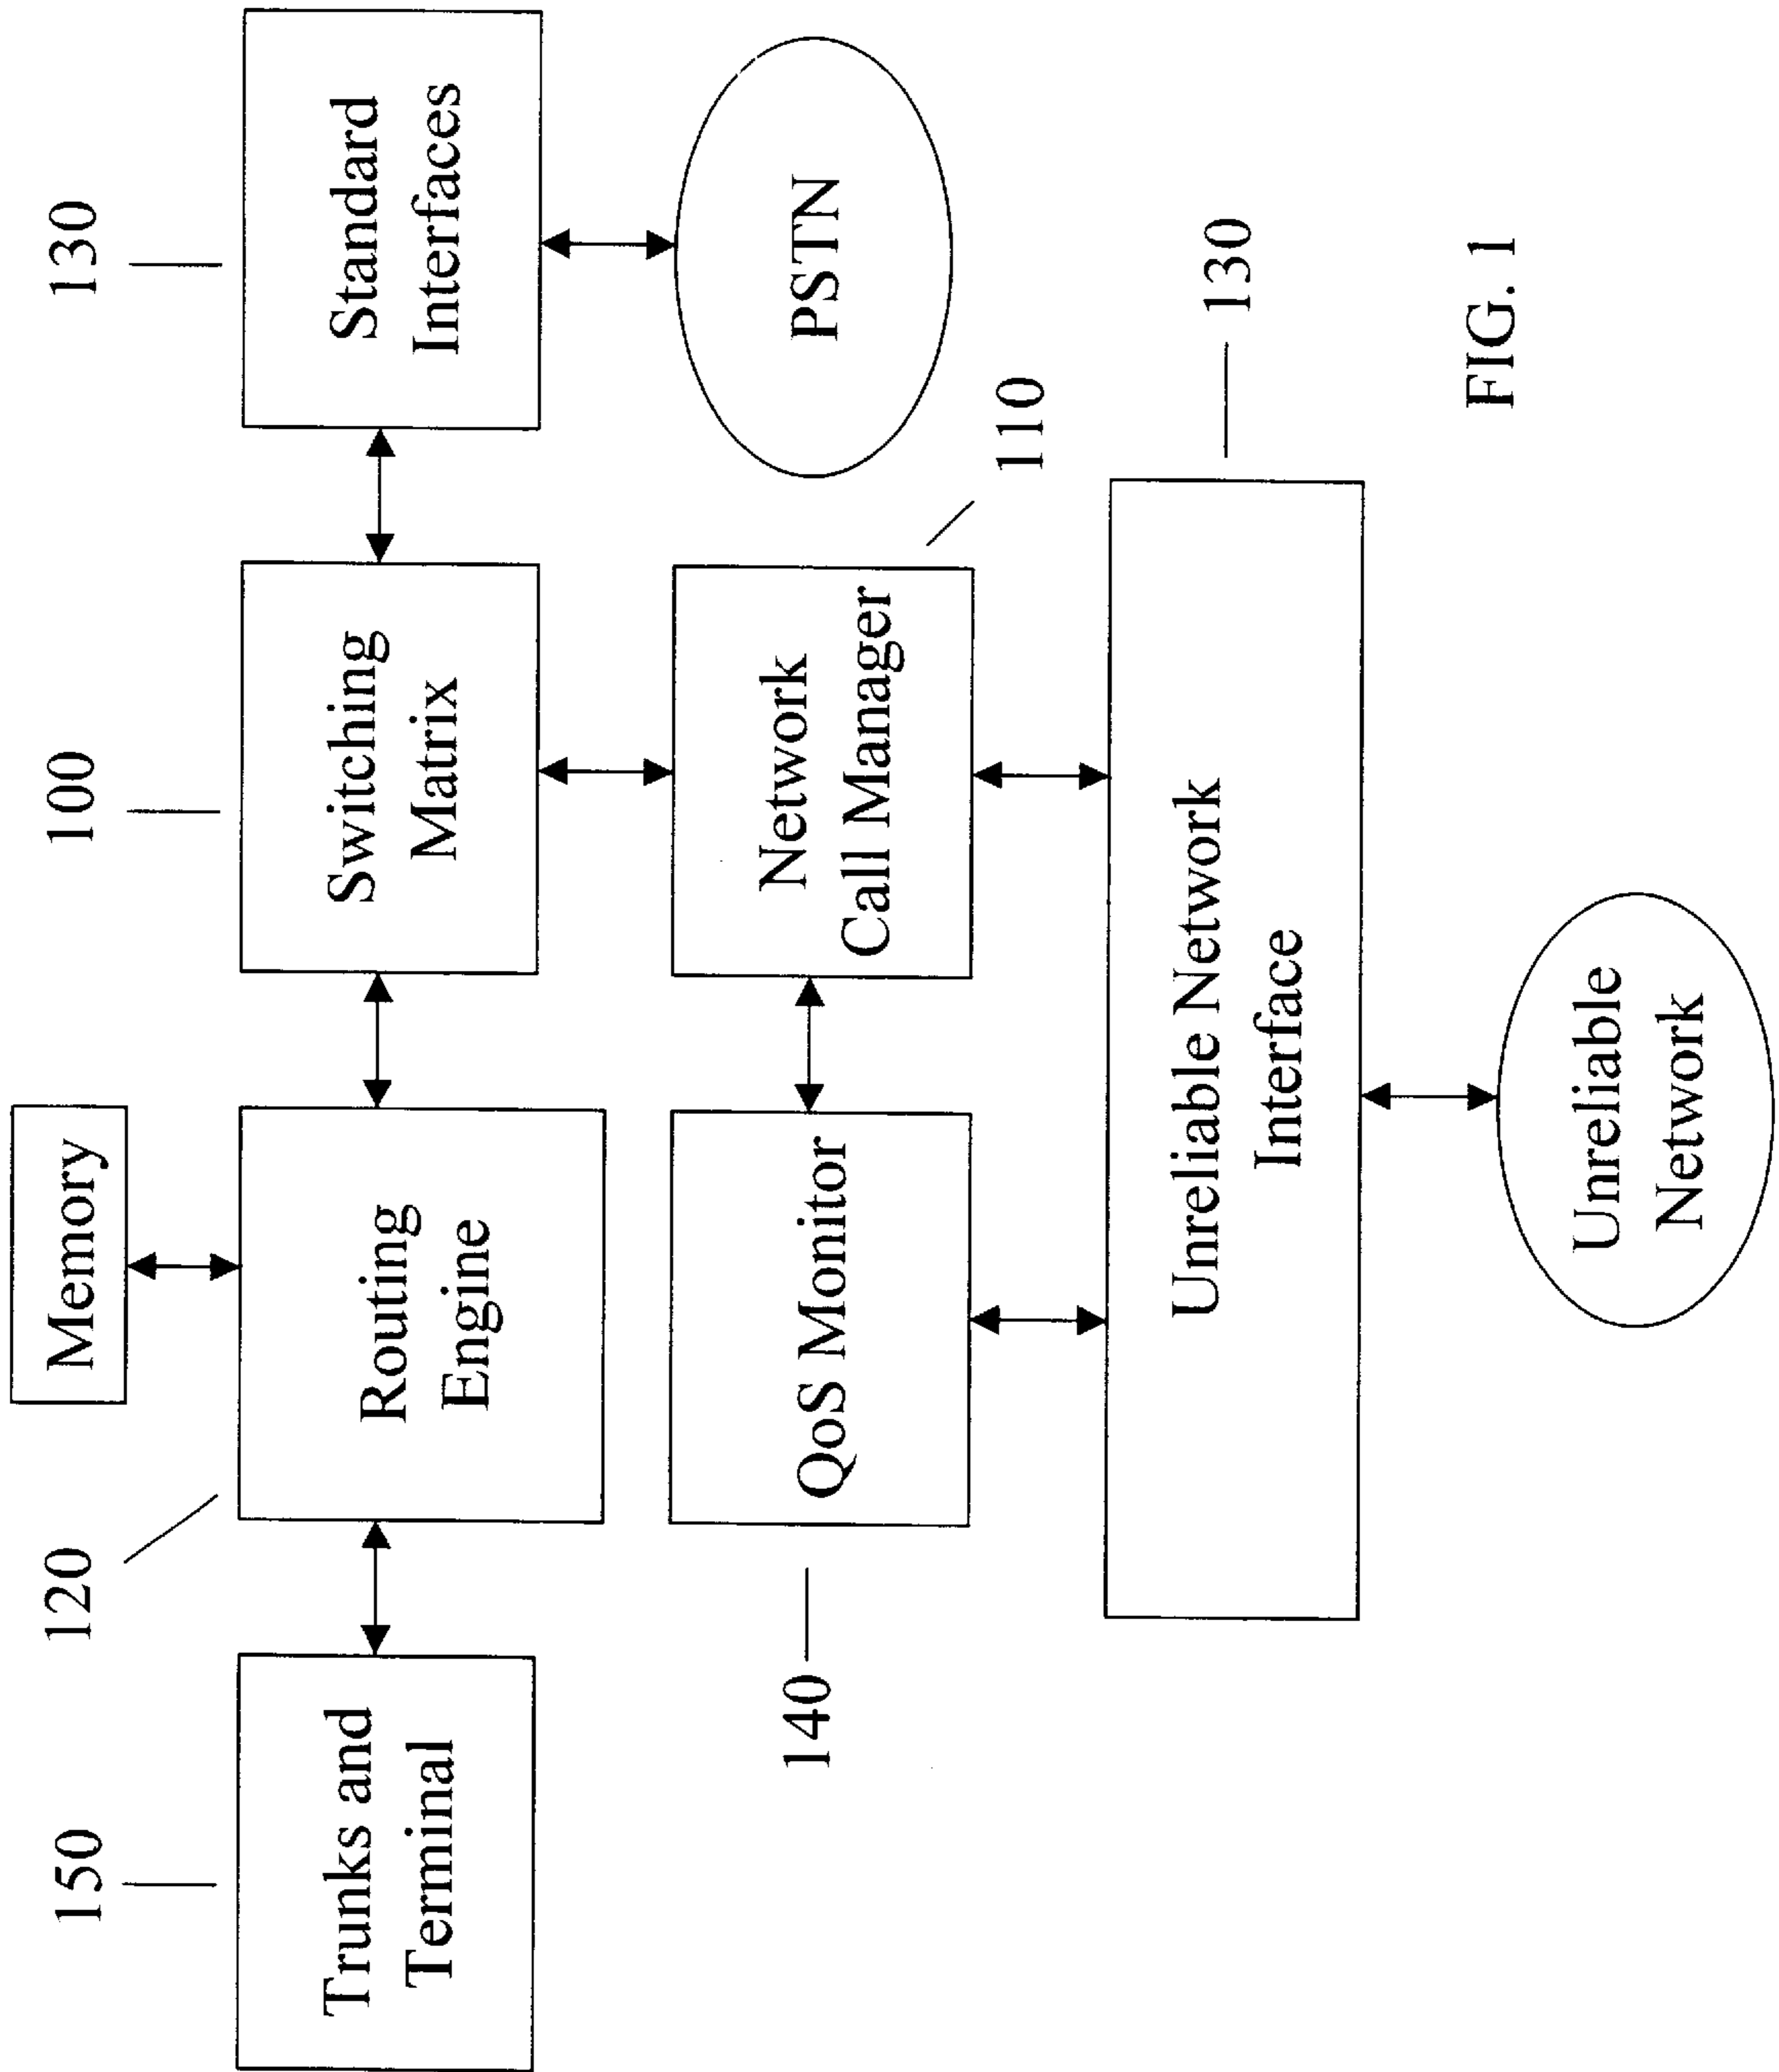 Memory
150
120
100
130
Trunks and
Terminal
Routing
Engine
Switching
Matrix
Standard
Interfaces
140
QoS Monitor
Network
Call Manager
110
PSTN
Unreliable Network
Interface
130
Unreliable
Network
FIG. 1